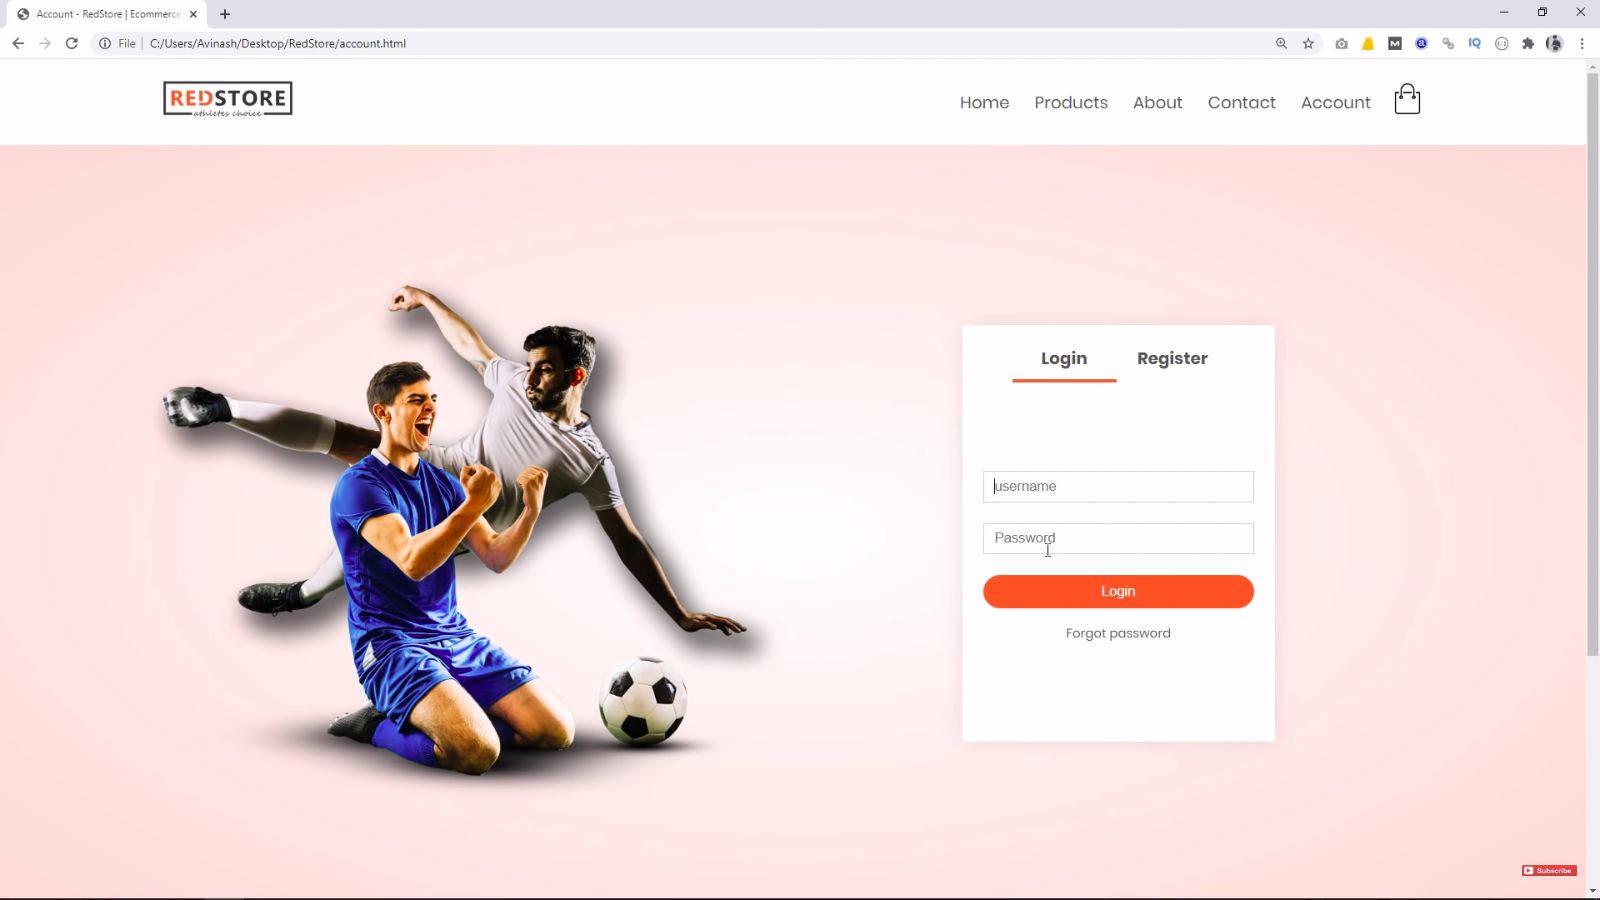 Account - RedStore | Ecommerce
File
C:/Users/Avinash/Desktop/RedStore/account.html
IQ
REDSTORE
athletes choice
Home
Products
About
Contact
Account
Login
Register
username
Password
Login
Forgot password
Subscribe